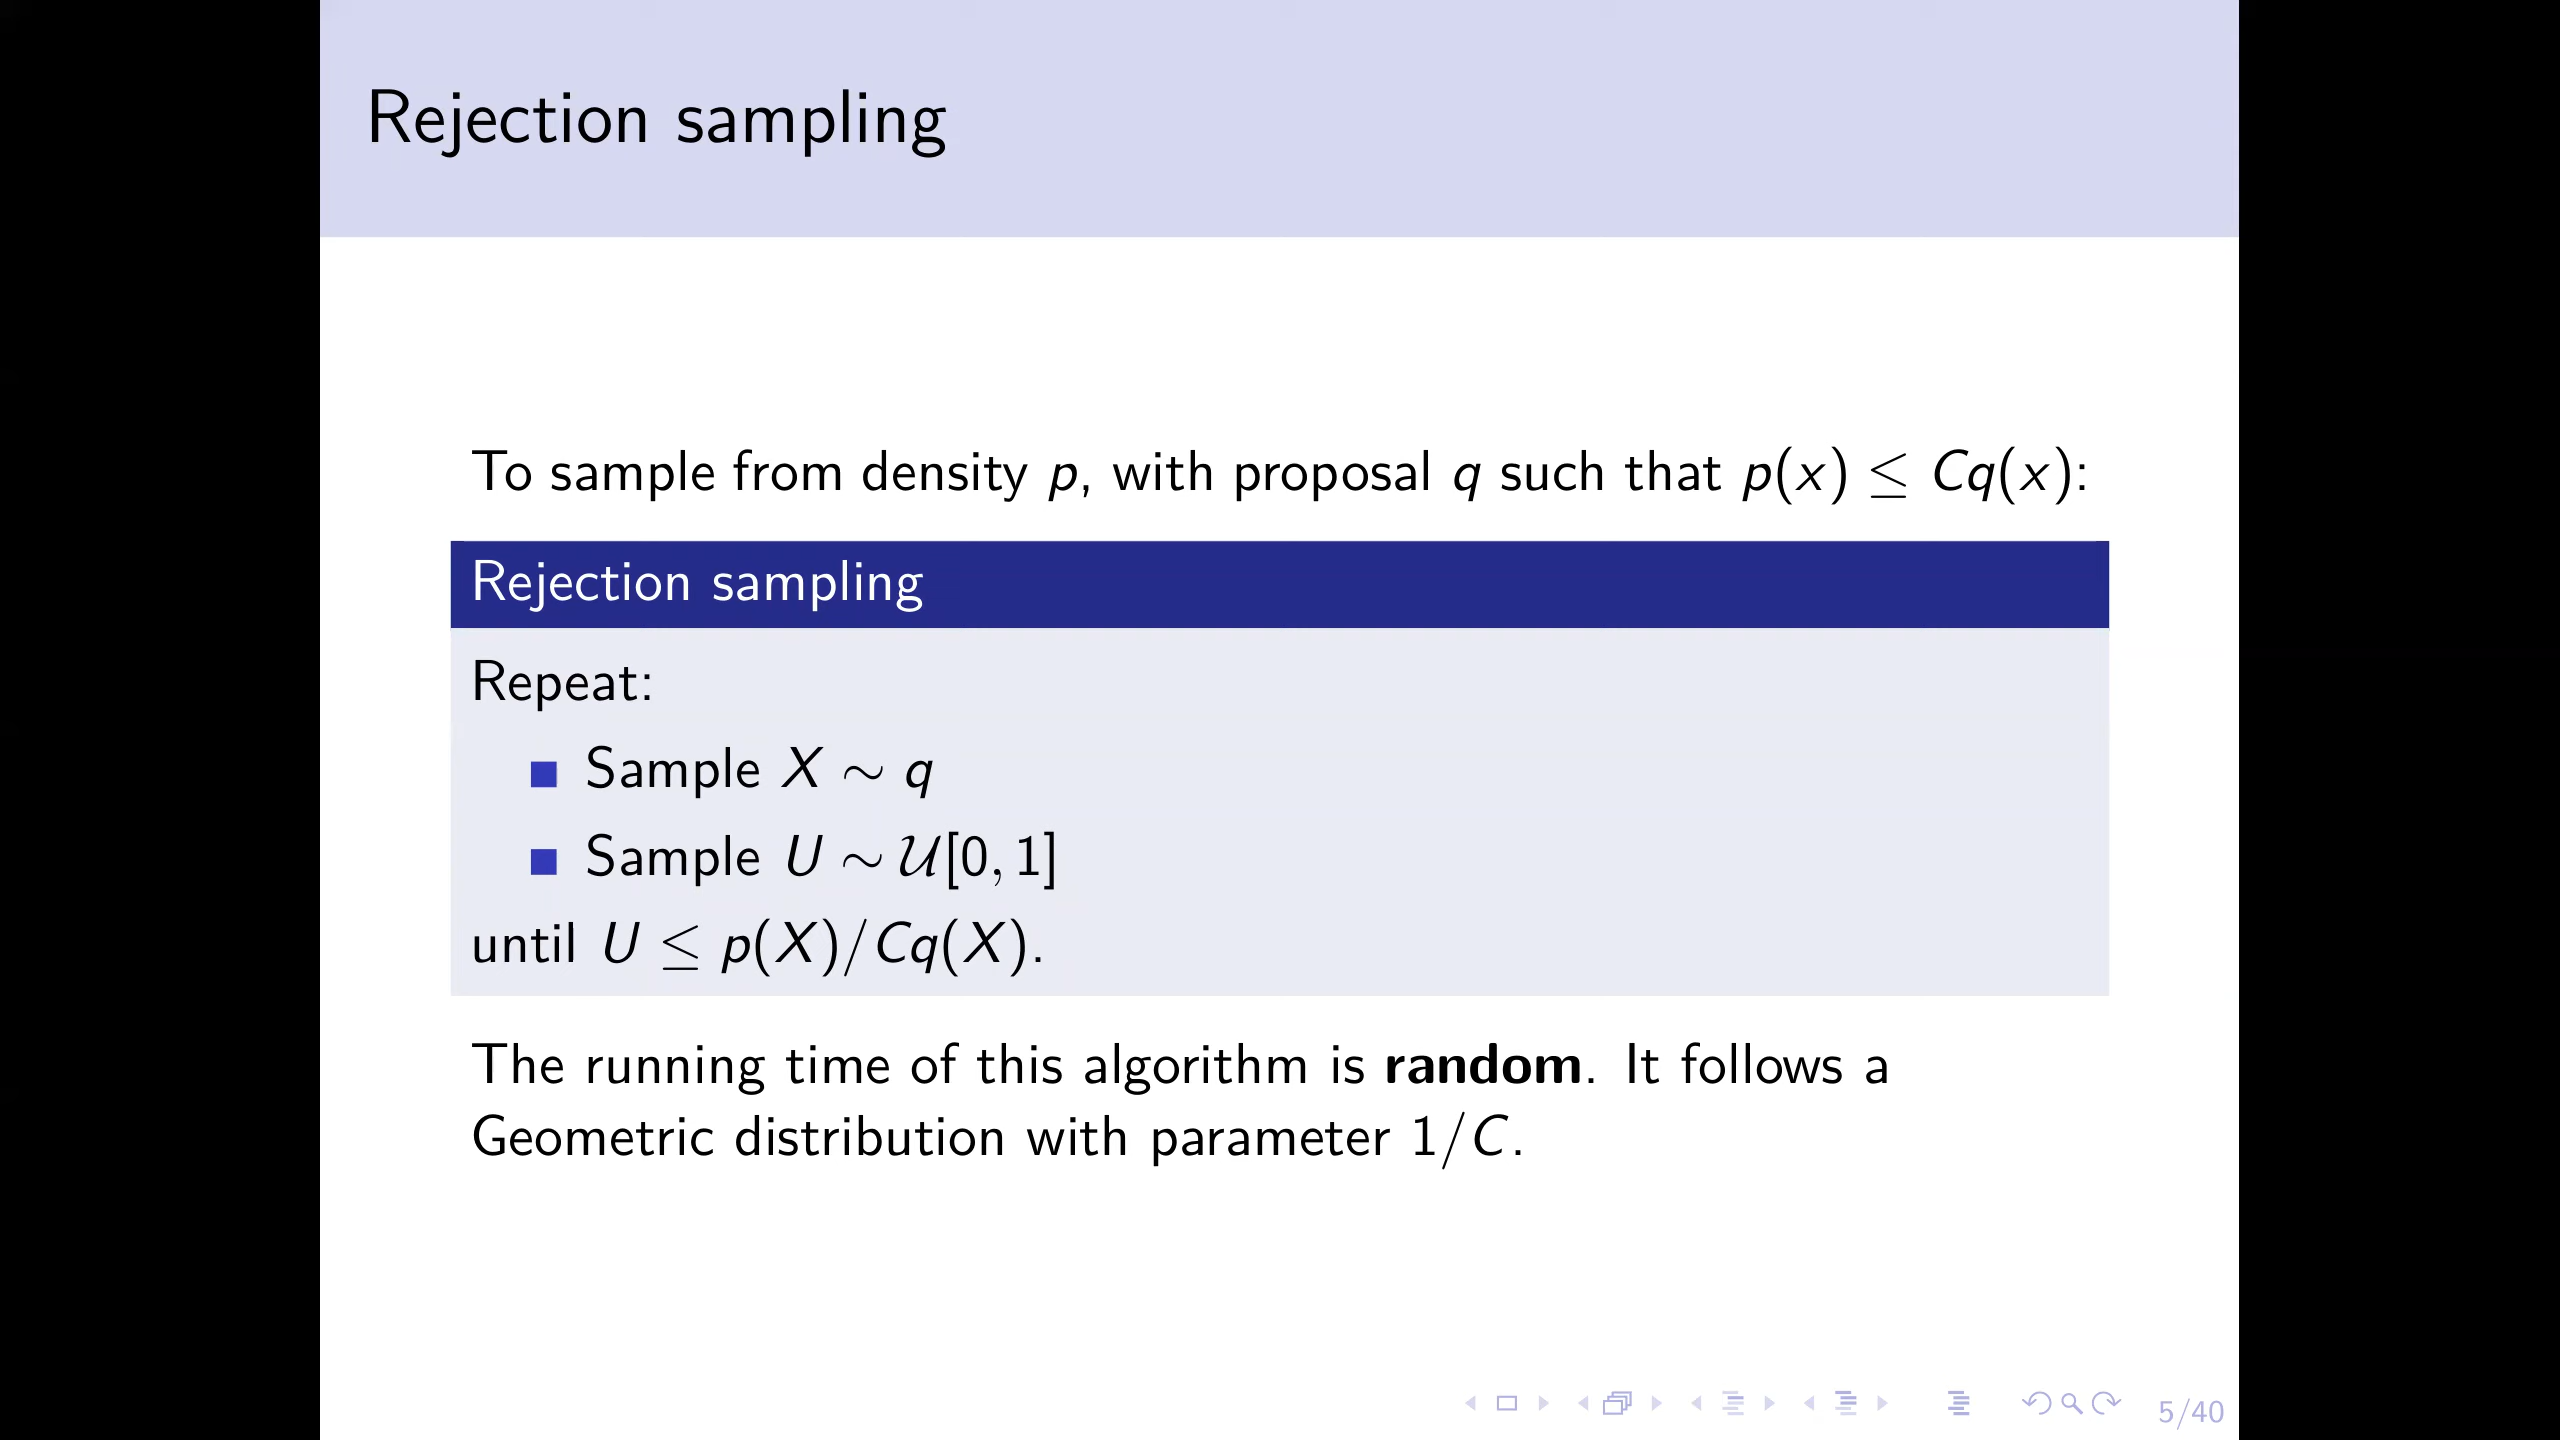 Rejection sampling
To sample from density p, with proposal q such that p(x) ≤ Cq(x):
Rejection sampling
Repeat:
Sample X ∼ q
Sample U ∼ 𝒰[0, 1]
until U ≤ p(X)/Cq(X).
The running time of this algorithm is random. It follows a
Geometric distribution with parameter 1/C.
5/40